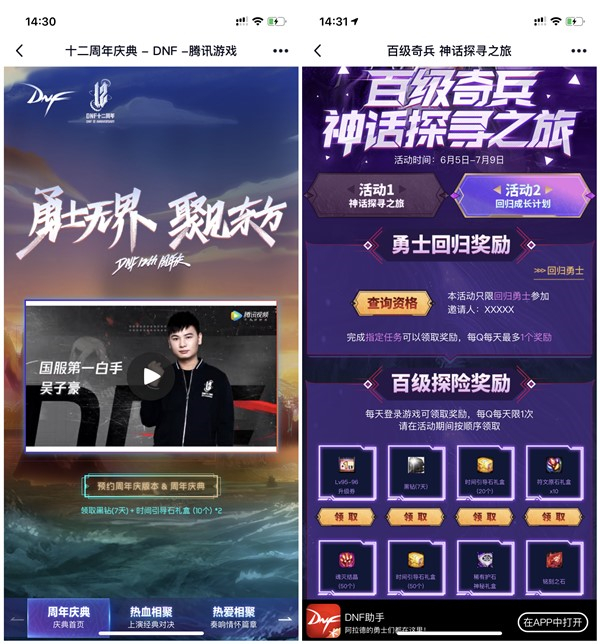 14:30
十二周年庆典 - DNF -腾讯游戏
DNF
DNF十二周年
DNF 12 ANNIVERSARY
勇士无界 聚见东方
DNF 12th 周年庆
腾讯视频
国服第一白手
吴子豪
预约周年庆版本 & 周年庆典
领取黑钻(7天) + 时间引导石礼盒 (10个) *2
周年庆典
庆典首页
热血相聚
上演经典对决
热爱相聚
奏响情怀篇章
14:31
百级奇兵 神话探寻之旅
百级奇兵
神话探寻之旅
活动时间：6月5日-7月9日
活动1
神话探寻之旅
活动2
回归成长计划
勇士回归奖励
>>>回归勇士
查询资格
本活动只限回归勇士参加
邀请人：XXXXX
完成指定任务可以领取奖励，每Q每天最多1个奖励
百级探险奖励
每天登录游戏可领取奖励，每Q每天限1次
请在活动期间按顺序领取
Lv95-98
升级券
黑钻(7天)
时间引导石礼盒
(20个)
符文原石礼盒
x10
领取
领取
领取
领取
魂灭结晶
(50个)
时间引导石礼盒
(50个)
稀有护石
神秘礼盒
铭刻之石
DNF
DNF助手
阿拉德的勇士们都在这里！
在APP中打开